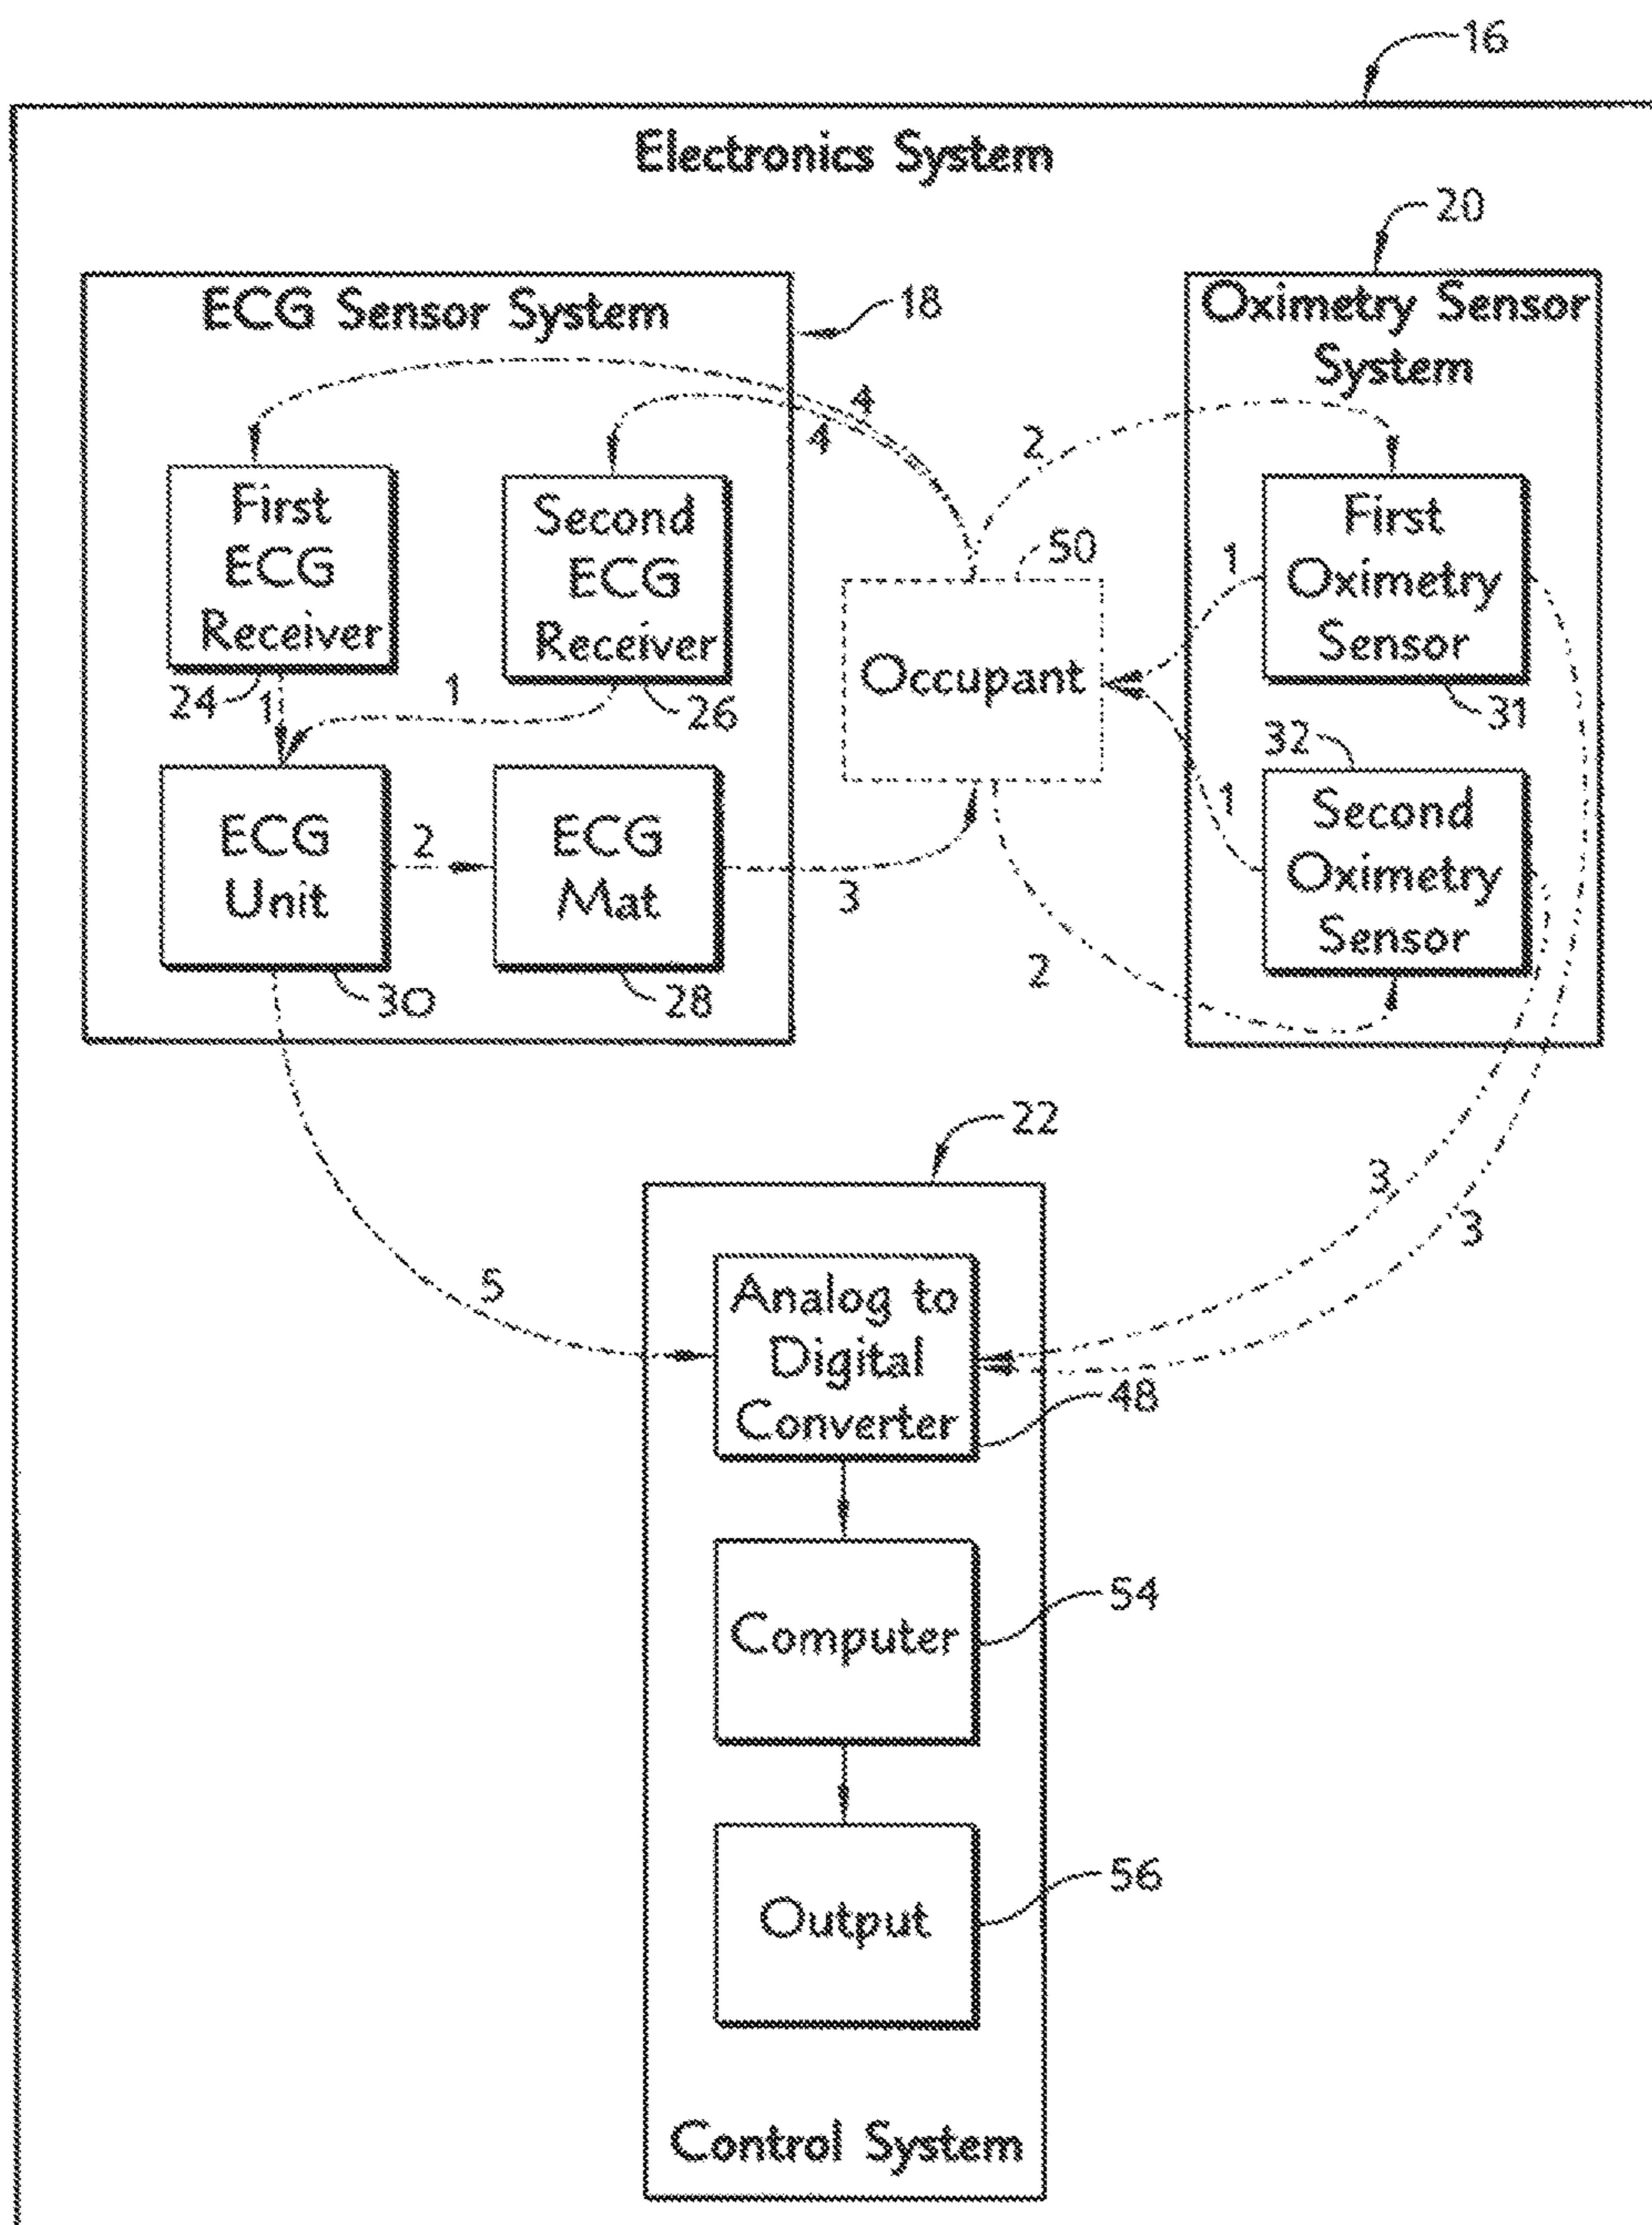 16
Electronics System
20
ECG Sensor System
18
Oximetry Sensor
System
4
4
2
First
ECG
Receiver
Second
ECG
Receiver
50
1
First
Oximetry
Sensor
Occupant
24
1
1
26
31
32
ECG
Unit
2
ECG
Mat
3
1
Second
Oximetry
Sensor
30
28
2
22
3
3
5
Analog to
Digital
Converter
48
Computer
54
Output
56
Control System